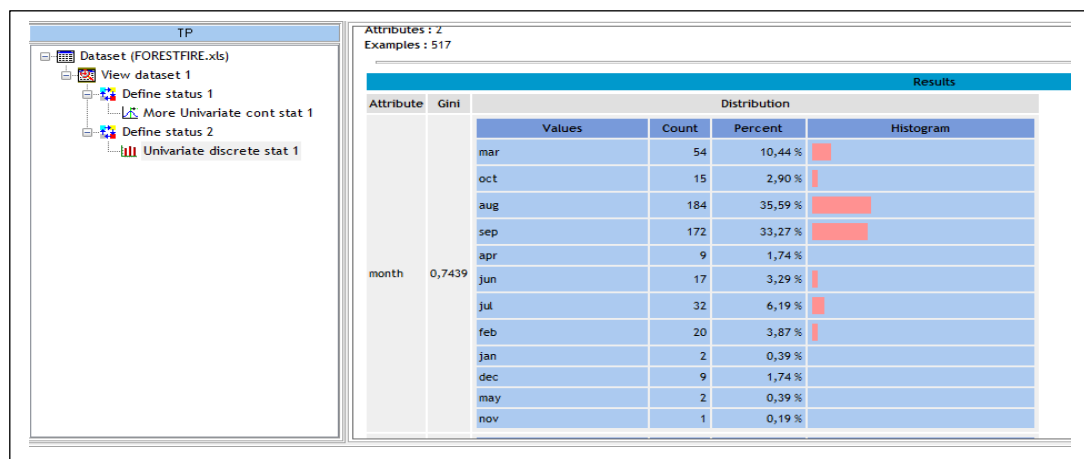 TP
Dataset (FORESTFIRE.xls)
View dataset 1
Define status 1
More Univariate cont stat 1
Define status 2
Univariate discrete stat 1
Attributes : 2
Examples : 517
Results
Attribute Gini Distribution
Values Count Percent Histogram
mar 54 10,44 %
oct 15 2,90 %
aug 184 35,59 %
sep 172 33,27 %
apr 9 1,74 %
month 0,7439 jun 17 3,29 %
jul 32 6,19 %
feb 20 3,87 %
jan 2 0,39 %
dec 9 1,74 %
may 2 0,39 %
nov 1 0,19 %